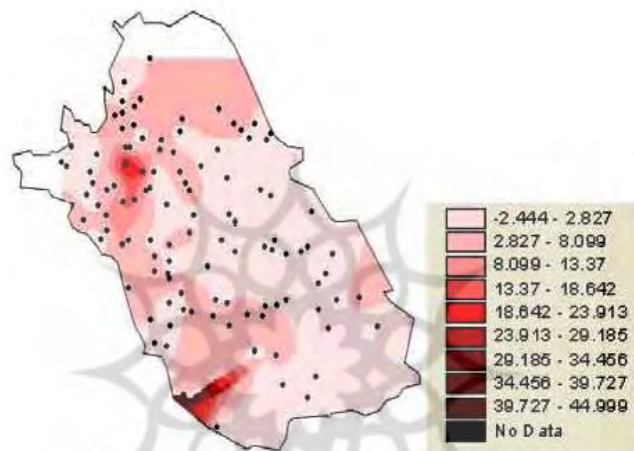 -2.444 - 2.827
2.827 - 8.099
8.099 - 13.37
13.37 - 18.642
18.642 - 23.913
23.913 - 29.185
29.185 - 34.456
34.456 - 39.727
39.727 - 44.999
No Data